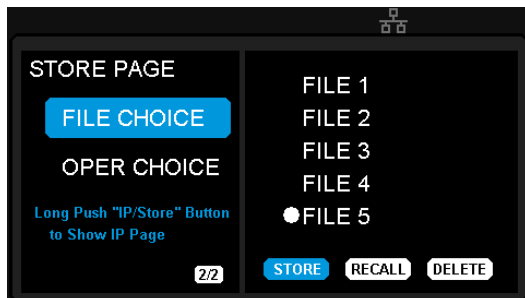 STORE PAGE
FILE CHOICE
OPER CHOICE
Long Push "IP/Store" Button
to Show IP Page
2/2
FILE 1
FILE 2
FILE 3
FILE 4
FILE 5
STORE RECALL DELETE